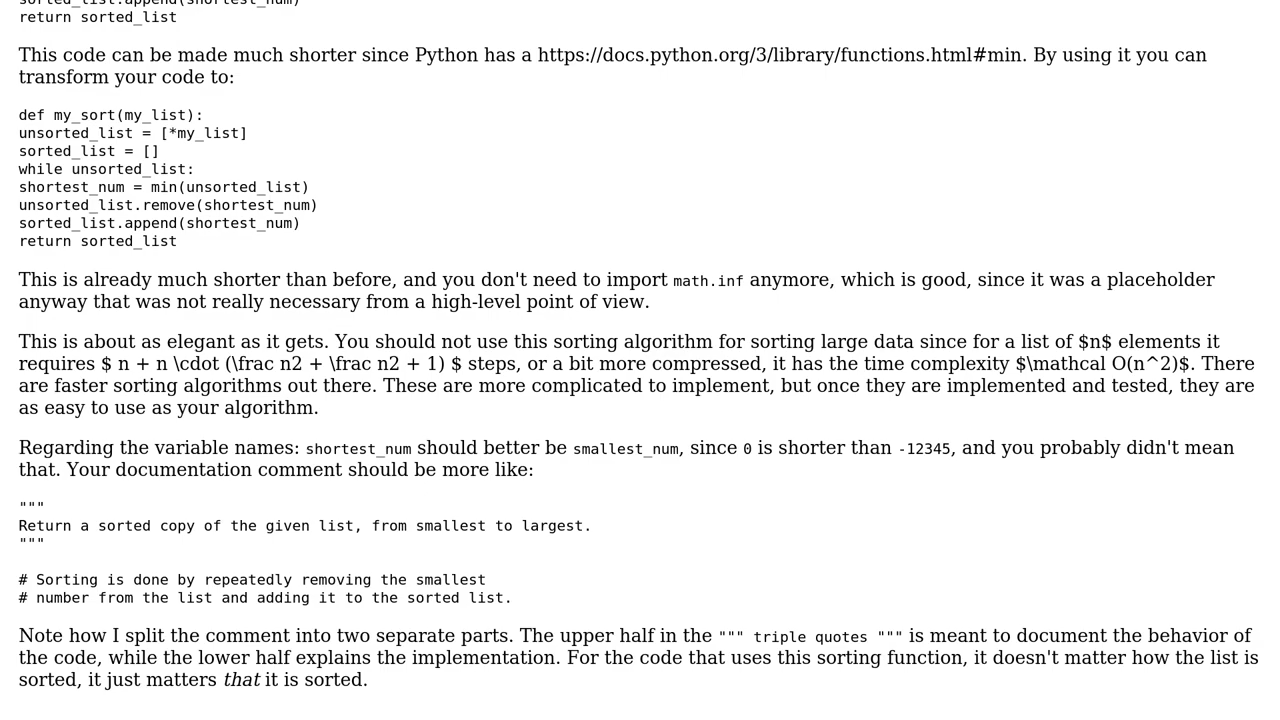 sorted_list.append(shortest_num)
return sorted_list
This code can be made much shorter since Python has a https://docs.python.org/3/library/functions.html#min. By using it you can
transform your code to:
def my_sort(my_list):
unsorted_list = [*my_list]
sorted_list = []
while unsorted_list:
shortest_num = min(unsorted_list)
unsorted_list.remove(shortest_num)
sorted_list.append(shortest_num)
return sorted_list
This is already much shorter than before, and you don't need to import math.inf anymore, which is good, since it was a placeholder
anyway that was not really necessary from a high-level point of view.
This is about as elegant as it gets. You should not use this sorting algorithm for sorting large data since for a list of $n$ elements it
requires $ n + n \cdot (\frac n2 + \frac n2 + 1) $ steps, or a bit more compressed, it has the time complexity $\mathcal O(n^2)$. There
are faster sorting algorithms out there. These are more complicated to implement, but once they are implemented and tested, they are
as easy to use as your algorithm.
Regarding the variable names: shortest_num should better be smallest_num, since 0 is shorter than -12345, and you probably didn't mean
that. Your documentation comment should be more like:
"""
Return a sorted copy of the given list, from smallest to largest.
"""
# Sorting is done by repeatedly removing the smallest
# number from the list and adding it to the sorted list.
Note how I split the comment into two separate parts. The upper half in the """ triple quotes """ is meant to document the behavior of
the code, while the lower half explains the implementation. For the code that uses this sorting function, it doesn't matter how the list is
sorted, it just matters that it is sorted.